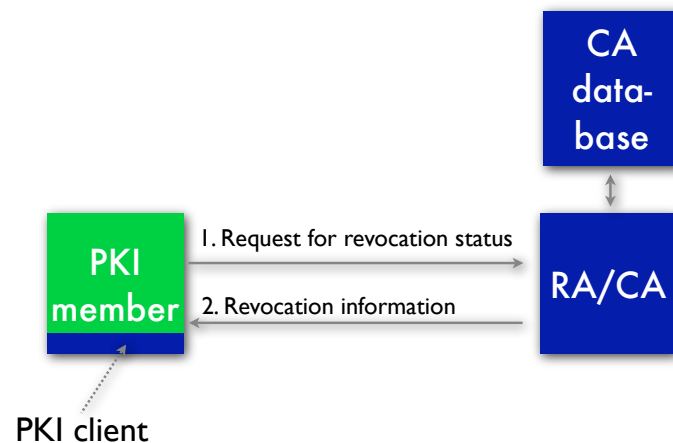 CA
data-
base
1. Request for revocation status
PKI
member
RA/CA
2. Revocation information
PKI client